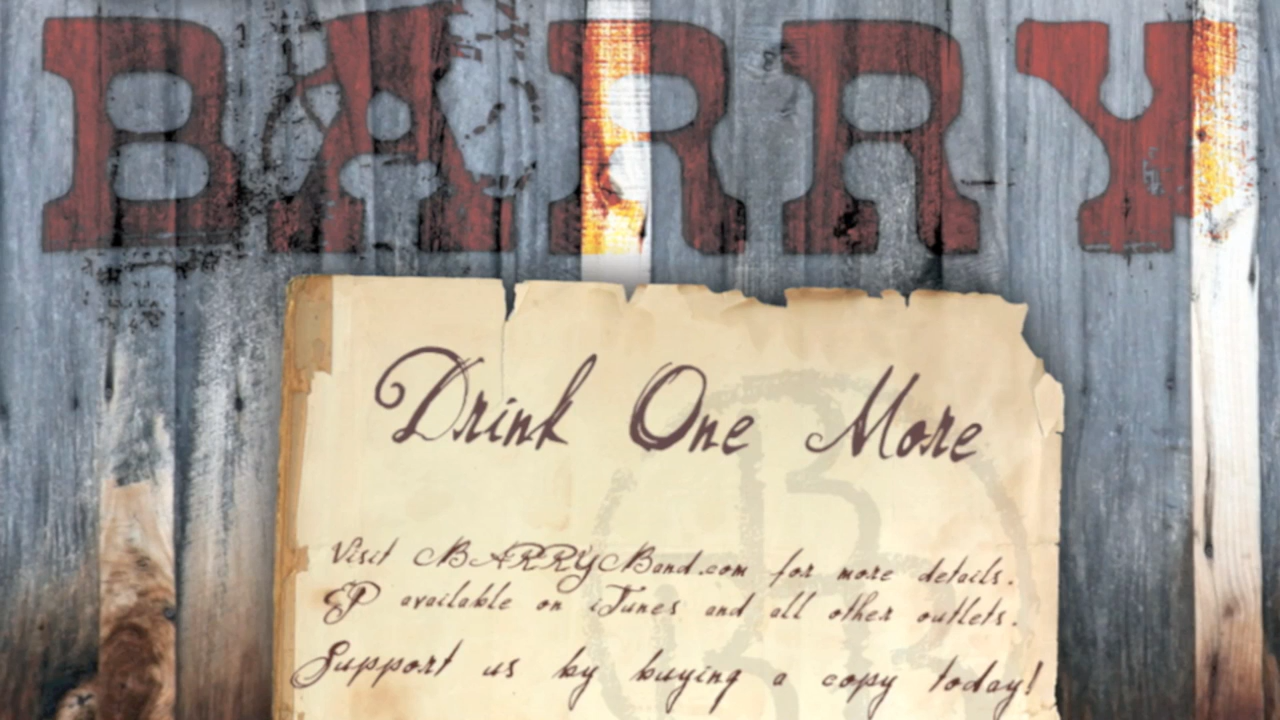 BARRY
Drink One More
Visit BARRYBand.com for more details.
EP available on iTunes and all other outlets.
Support us by buying a copy today!